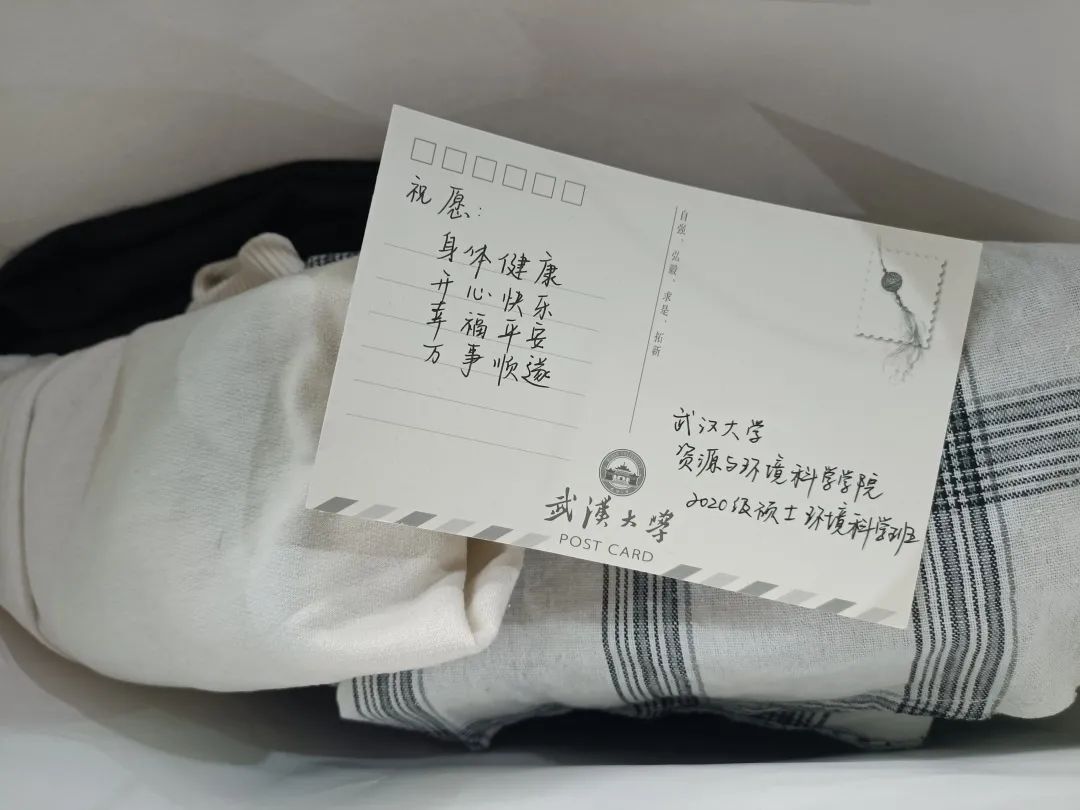 祝愿:
身体健康
开心快乐
幸福平安
万事顺遂
自强、弘毅、求是、拓新
武汉大学
资源与环境科学学院
2020级硕士环境科学班
武漢大學
POST CARD